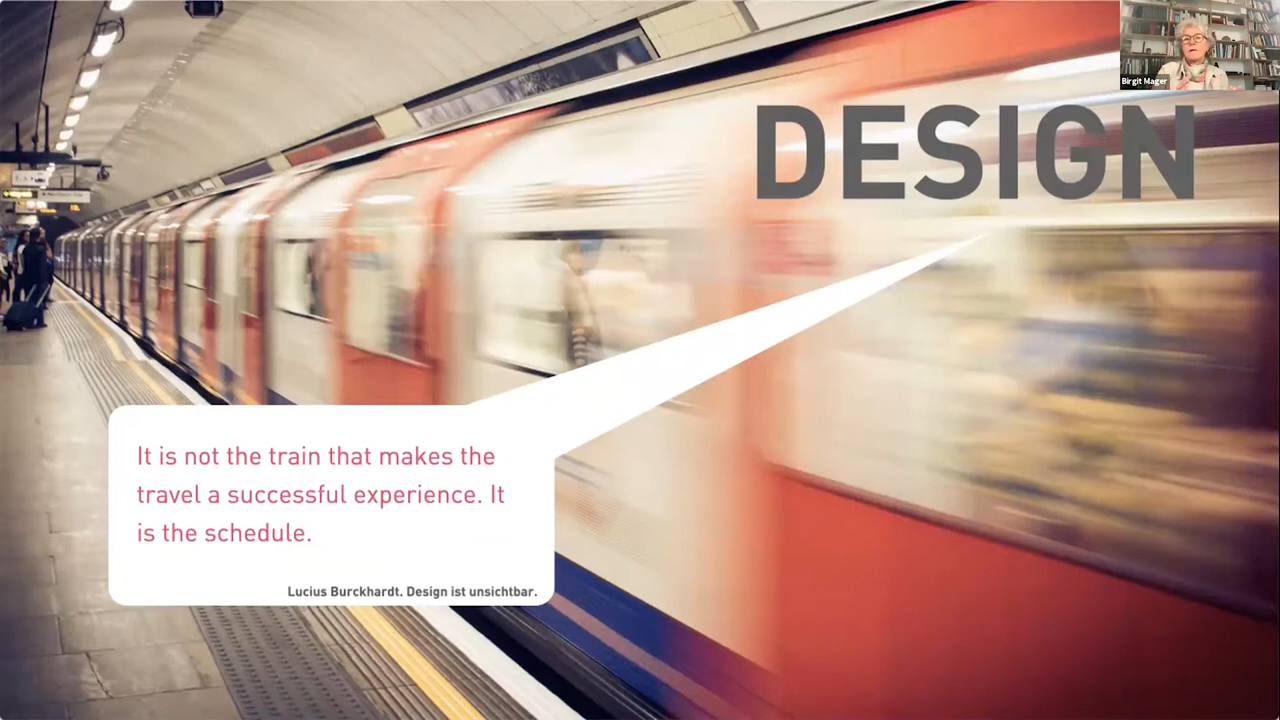 Birgit Mager
DESIGN
It is not the train that makes the
travel a successful experience. It
is the schedule.
Lucius Burckhardt. Design ist unsichtbar.